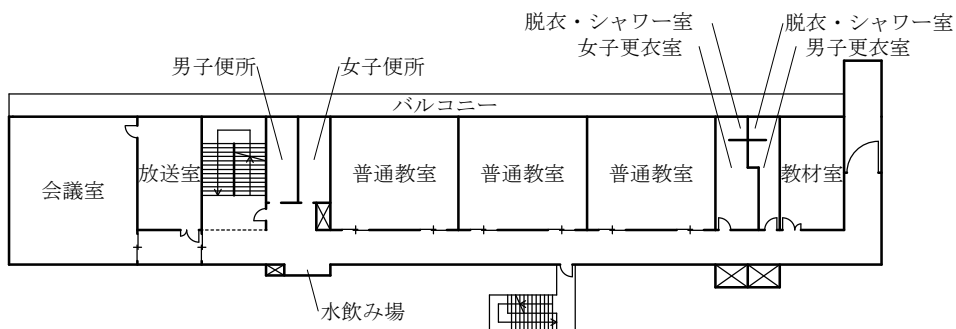 脱衣・シャワー室
脱衣・シャワー室
女子更衣室
男子更衣室
男子便所
女子便所
バルコニー
会議室
放送室
普通教室
普通教室
普通教室
教材室
水飲み場